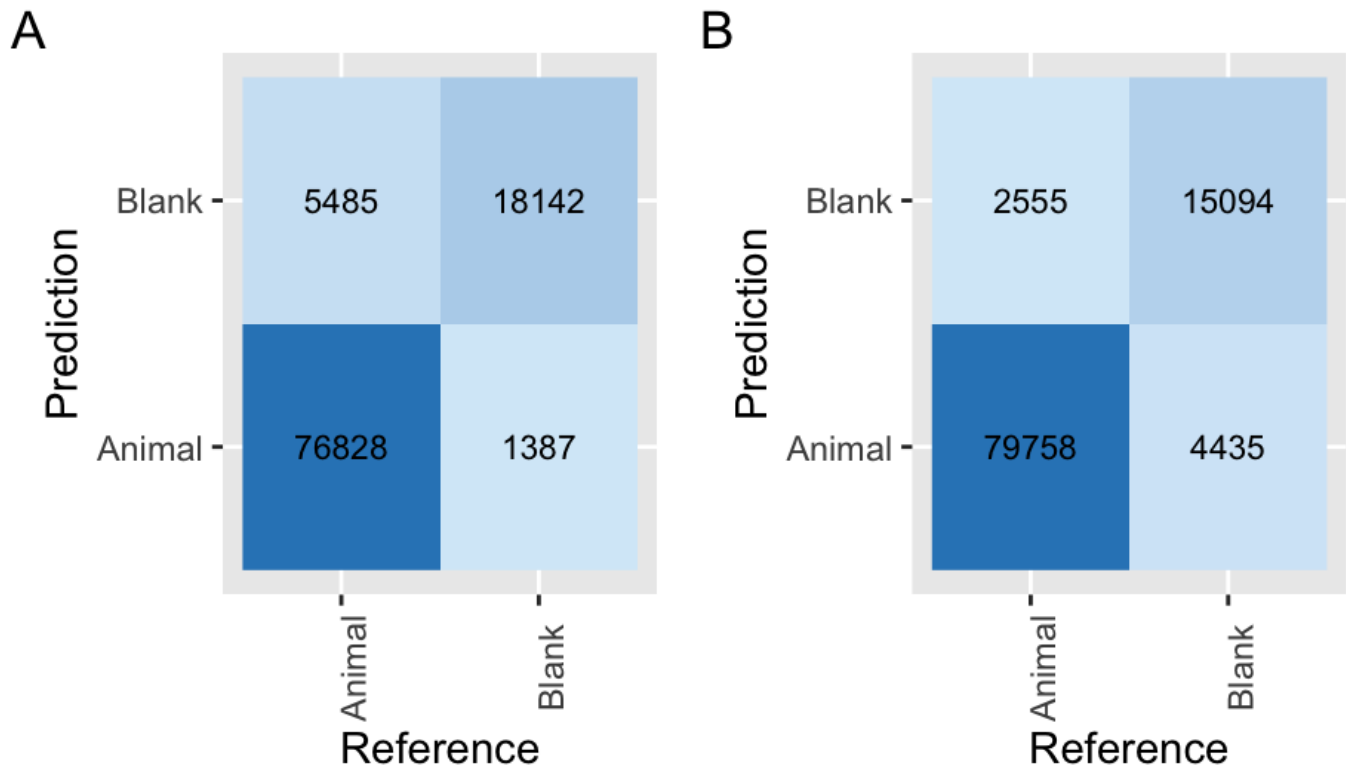 A
Prediction
Blank
Animal
5485 18142
76828 1387
Animal
Blank
Reference
B
Prediction
Blank
Animal
2555 15094
79758 4435
Animal
Blank
Reference